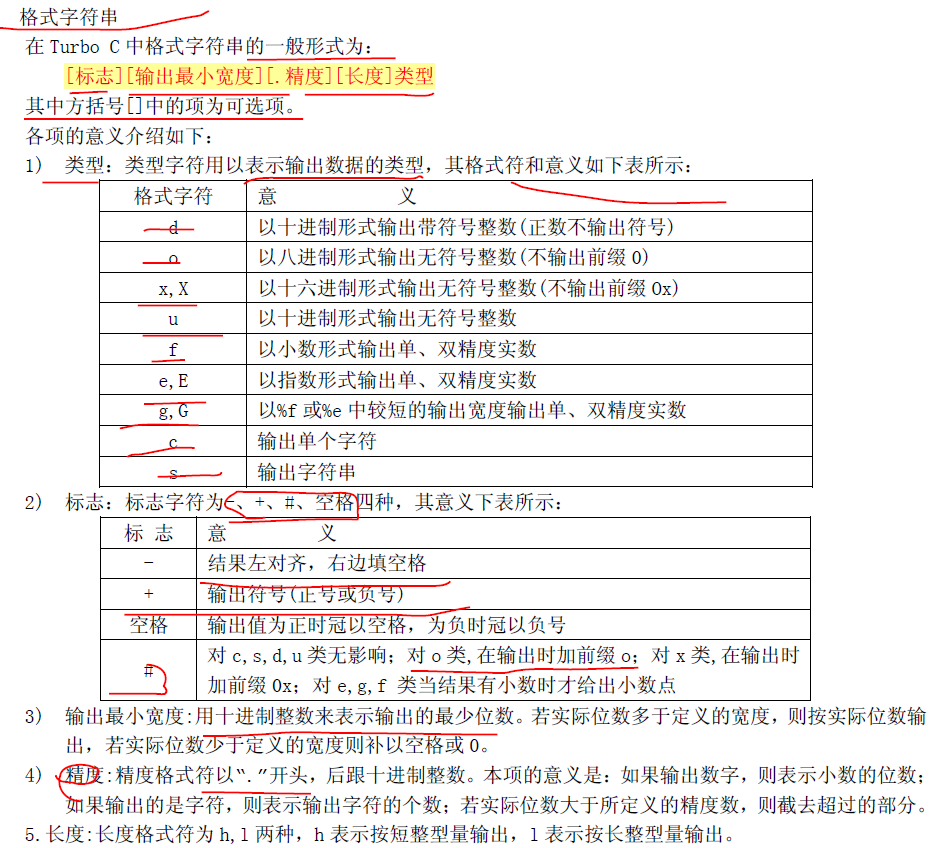 格式字符串
在 Turbo C 中格式字符串的一般形式为:
[标志][输出最小宽度][.精度][长度]类型
其中方括号[]中的项为可选项。
各项的意义介绍如下:
1) 类型: 类型字符用以表示输出数据的类型, 其格式符和意义如下表所示:
格式字符 意 义
d 以十进制形式输出带符号整数(正数不输出符号)
o 以八进制形式输出无符号整数(不输出前缀 0)
x,X 以十六进制形式输出无符号整数(不输出前缀 Ox)
u 以十进制形式输出无符号整数
f 以小数形式输出单、双精度实数
e,E 以指数形式输出单、双精度实数
g,G 以%f 或%e 中较短的输出宽度输出单、双精度实数
c 输出单个字符
s 输出字符串
2) 标志: 标志字符为-、+、#、空格四种, 其意义下表所示:
标 志 意 义
- 结果左对齐, 右边填空格
+ 输出符号(正号或负号)
空格 输出值为正时冠以空格, 为负时冠以负号
# 对 c,s,d,u 类无影响; 对 o 类,在输出时加前缀 o; 对 x 类,在输出时
加前缀 0x; 对 e,g,f 类当结果有小数时才给出小数点
3) 输出最小宽度:用十进制整数来表示输出的最少位数。若实际位数多于定义的宽度, 则按实际位数输
出, 若实际位数少于定义的宽度则补以空格或 0。
4) 精度:精度格式符以“.”开头, 后跟十进制整数。本项的意义是: 如果输出数字, 则表示小数的位数;
如果输出的是字符, 则表示输出字符的个数; 若实际位数大于所定义的精度数, 则截去超过的部分。
5.长度:长度格式符为 h,l 两种, h 表示按短整型量输出, l 表示按长整型量输出。